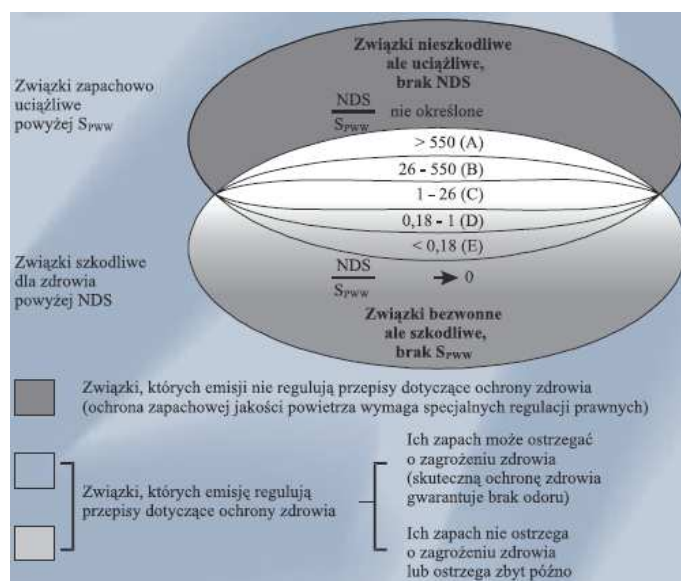 Związki nieszkodliwe
ale uciążliwe,
brak NDS
Związki zapachowo
uciążliwe
powyżej SPWW
NDS
SPWW
nie określone
> 550 (A)
26 - 550 (B)
1 – 26 (C)
0,18 - 1 (D)
< 0,18 (E)
Związki szkodliwe
dla zdrowia
powyżej NDS
NDS
SPWW
→ 0
Związki bezwonne
ale szkodliwe,
brak SPWW
Związki, których emisji nie regulują przepisy dotyczące ochrony zdrowia
(ochrona zapachowej jakości powietrza wymaga specjalnych regulacji prawnych)
Związki, których emisję regulują
przepisy dotyczące ochrony zdrowia
Ich zapach może ostrzegać
o zagrożeniu zdrowia
(skuteczną ochronę zdrowia
gwarantuje brak odoru)
Ich zapach nie ostrzega
o zagrożeniu zdrowia
lub ostrzega zbyt późno